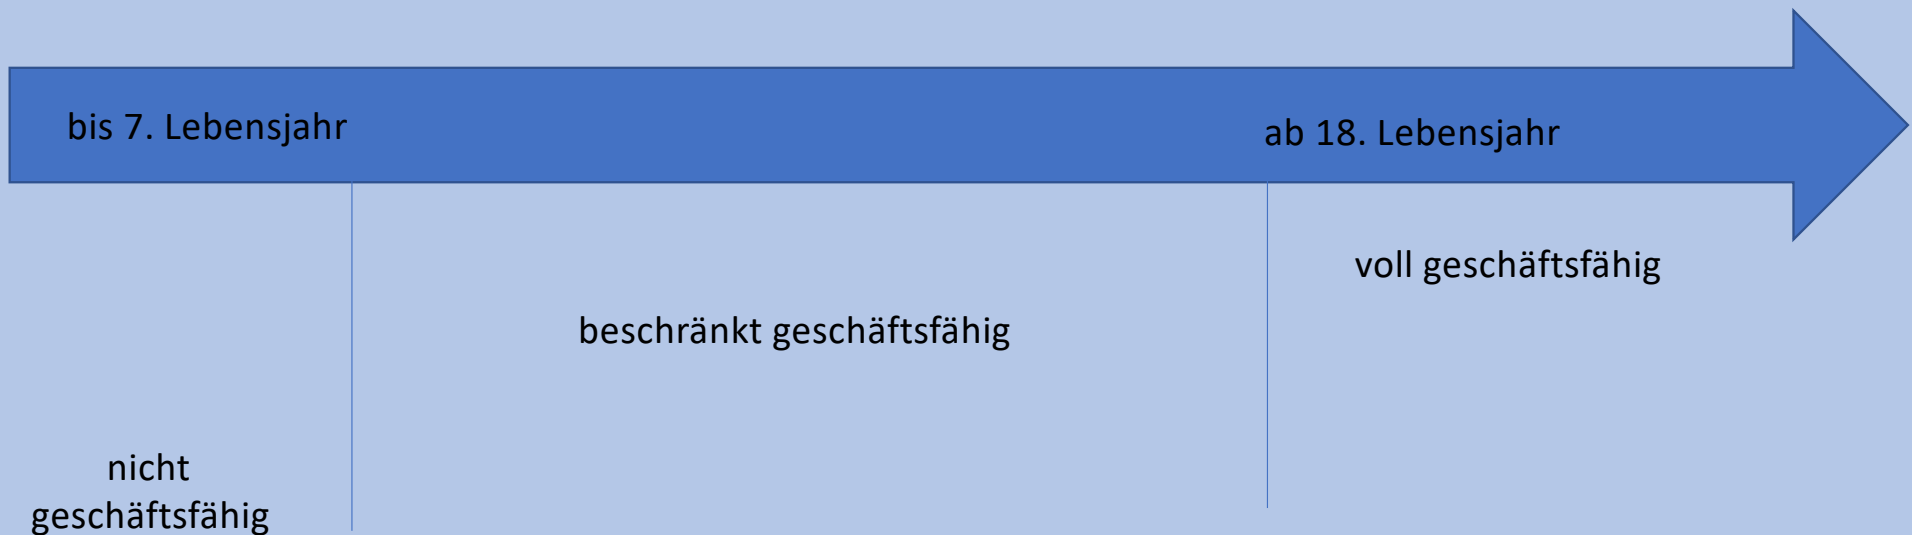 bis 7. Lebensjahr
ab 18. Lebensjahr
voll geschäftsfähig
beschränkt geschäftsfähig
nicht
geschäftsfähig